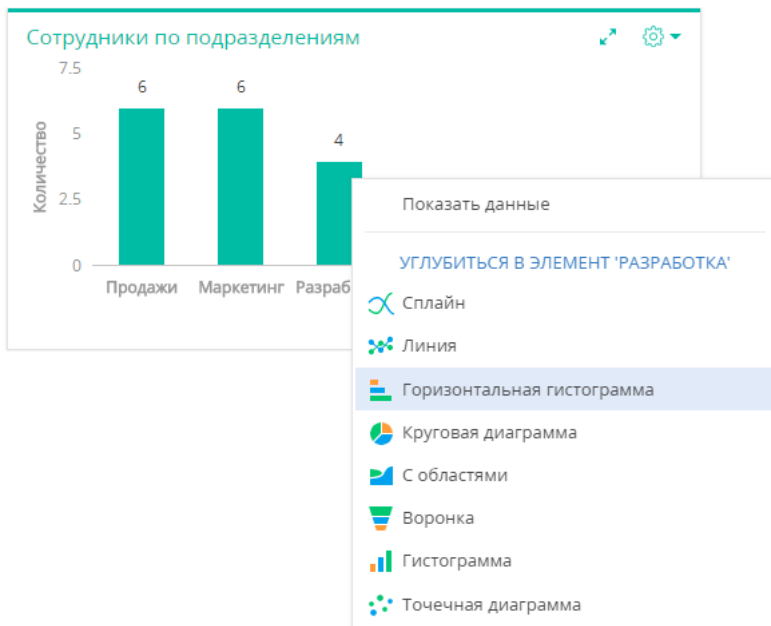 Сотрудники по подразделениям
7.5
6
6
5
4
Количество
2.5
0
Продажи Маркетинг Разраб
Показать данные
УГЛУБИТЬСЯ В ЭЛЕМЕНТ 'РАЗРАБОТКА'
Сплайн
Линия
Горизонтальная гистограмма
Круговая диаграмма
С областями
Воронка
Гистограмма
Точечная диаграмма